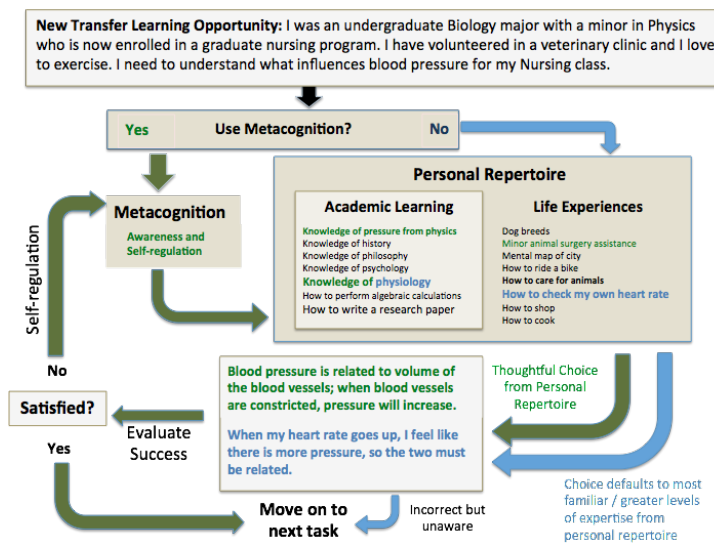 New Transfer Learning Opportunity: I was an undergraduate Biology major with a minor in Physics
who is now enrolled in a graduate nursing program. I have volunteered in a veterinary clinic and I love
to exercise. I need to understand what influences blood pressure for my Nursing class.
Yes
Use Metacognition?
No
Metacognition
Awareness and
Self-regulation
Self-regulation
Personal Repertoire
Academic Learning
Knowledge of pressure from physics
Knowledge of history
Knowledge of philosophy
Knowledge of psychology
Knowledge of physiology
How to perform algebraic calculations
How to write a research paper
Life Experiences
Dog breeds
Minor animal surgery assistance
Mental map of city
How to ride a bike
How to care for animals
How to check my own heart rate
How to shop
How to cook
No
Satisfied?
Yes
Evaluate
Success
Blood pressure is related to volume of
the blood vessels; when blood vessels
are constricted, pressure will increase.
When my heart rate goes up, I feel like
there is more pressure, so the two must
be related.
Thoughtful Choice
from Personal
Repertoire
Move on to
next task
Incorrect but
unaware
Choice defaults to most
familiar / greater levels
of expertise from
personal repertoire